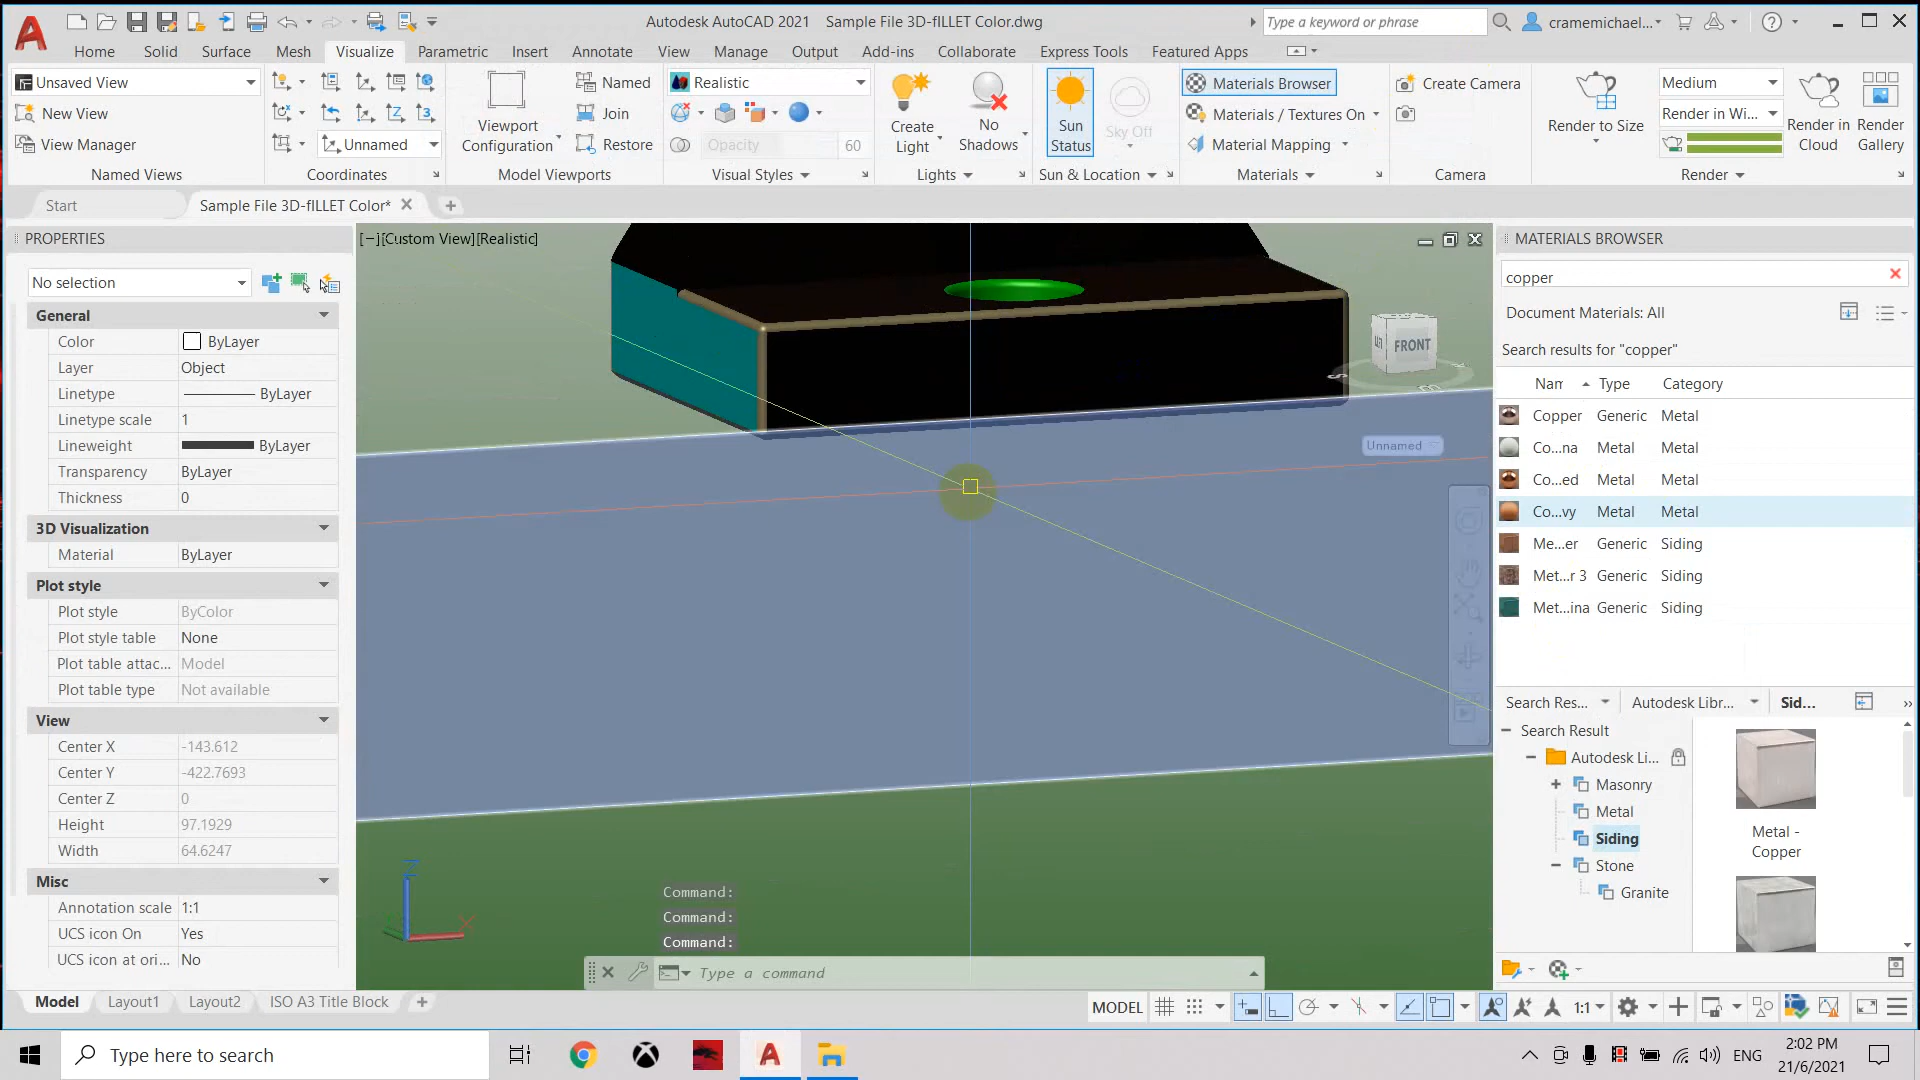 Autodesk AutoCAD 2021 Sample File 3D-fILLET Color.dwg
Type a keyword or phrase
cramemichael...
Home Solid Surface Mesh Visualize Parametric Insert Annotate View Manage Output Add-ins Collaborate Express Tools Featured Apps
Unsaved View
New View
View Manager
Named Views
Unnamed
Coordinates
Viewport
Configuration
Named
Join
Restore
Model Viewports
Realistic
Opacity 60
Visual Styles
Create
Light
No
Shadows
Lights
Sun
Status
Sky Off
Sun & Location
Materials Browser
Materials / Textures On
Material Mapping
Materials
Create Camera
Camera
Render to Size
Medium
Render in Wi...
Render in
Cloud
Render
Gallery
Render
Start
Sample File 3D-fILLET Color*
PROPERTIES
No selection
General
Color ByLayer
Layer Object
Linetype ByLayer
Linetype scale 1
Lineweight ByLayer
Transparency ByLayer
Thickness 0
3D Visualization
Material ByLayer
Plot style
Plot style ByColor
Plot style table None
Plot table attac... Model
Plot table type Not available
View
Center X -143.612
Center Y -422.7693
Center Z 0
Height 97.1929
Width 64.6247
Misc
Annotation scale 1:1
UCS icon On Yes
UCS icon at ori... No
[−][Custom View][Realistic]
FRONT
Unnamed
Command:
Command:
Command:
Type a command
MATERIALS BROWSER
copper
Document Materials: All
Search results for "copper"
Nam Type Category
Copper Generic Metal
Co...na Metal Metal
Co...ed Metal Metal
Co...vy Metal Metal
Me...er Generic Siding
Met...r 3 Generic Siding
Met...ina Generic Siding
Search Res... Autodesk Libr... Sid...
Search Result
Autodesk Li...
Masonry
Metal
Siding
Stone
Granite
Metal -
Copper
Model Layout1 Layout2 ISO A3 Title Block
MODEL
1:1
Type here to search
ENG
2:02 PM
21/6/2021